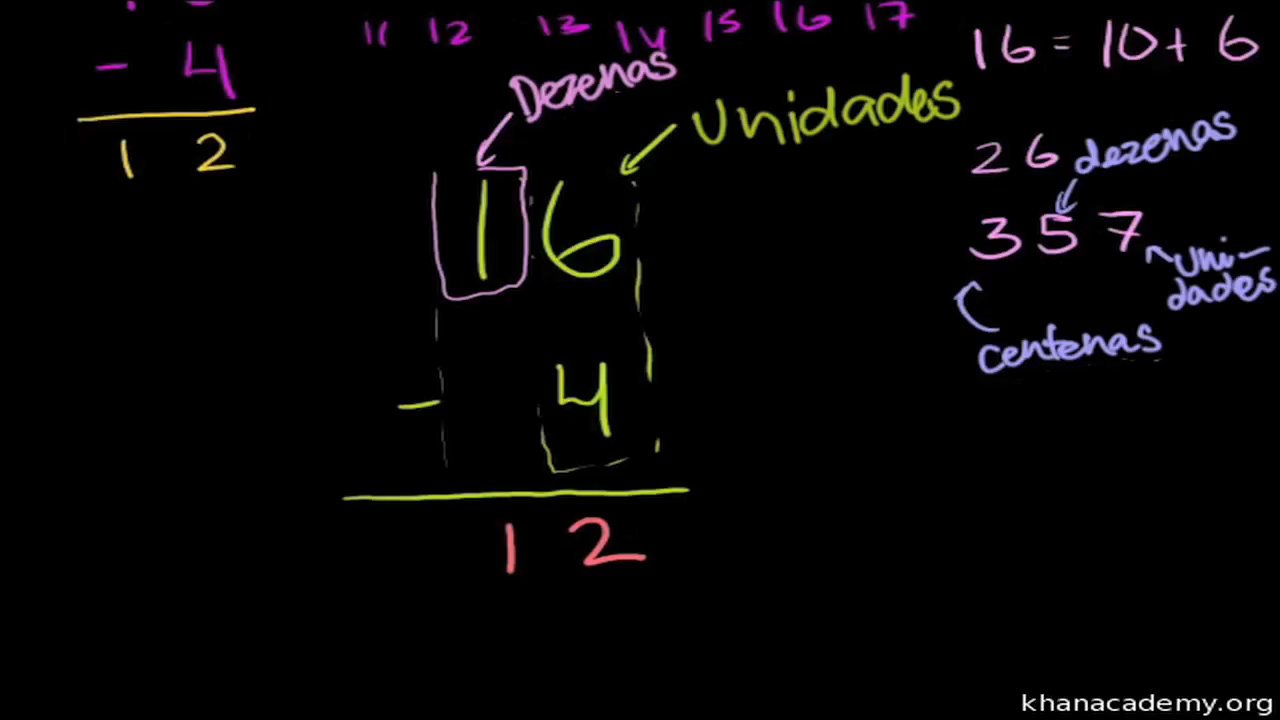 11 12 13 14 15 16 17
- 4
1 2
Dezenas
Unidades
16
- 4
12
16 = 10 + 6
26
dezenas
357
uni-
dades
centenas
khanacademy.org